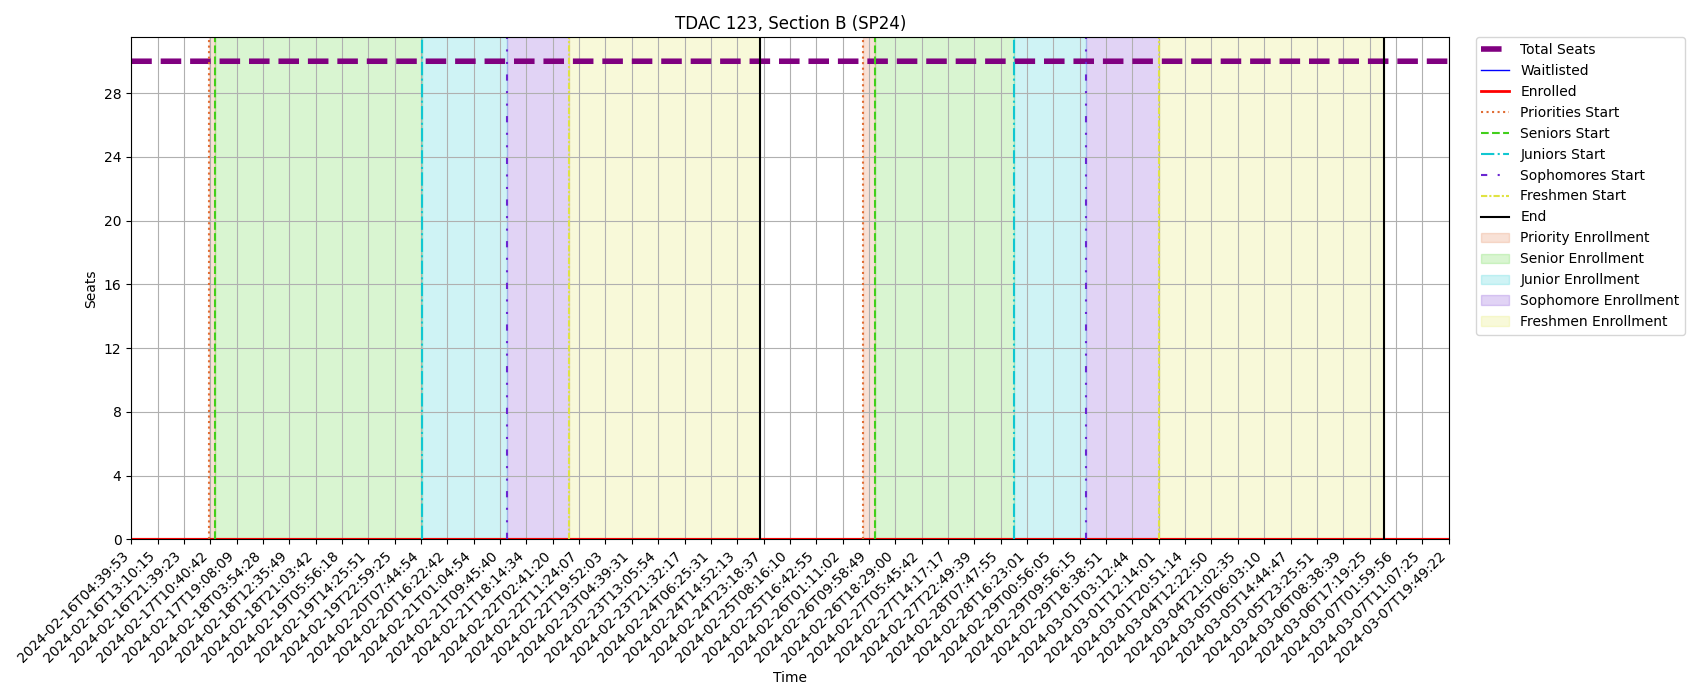 TDAC 123, Section B (SP24)
Seats
28
24
20
16
12
8
4
0
2024-02-16T04:39:53
2024-02-16T13:10:15
2024-02-16T21:39:23
2024-02-17T10:40:42
2024-02-17T19:08:09
2024-02-18T03:54:28
2024-02-18T12:35:49
2024-02-18T21:03:42
2024-02-19T05:56:18
2024-02-19T14:25:51
2024-02-19T22:59:25
2024-02-20T07:44:54
2024-02-20T16:22:42
2024-02-21T01:04:54
2024-02-21T09:45:40
2024-02-21T18:14:34
2024-02-22T02:41:20
2024-02-22T11:24:07
2024-02-22T19:52:03
2024-02-23T04:39:31
2024-02-23T13:05:54
2024-02-23T21:32:17
2024-02-24T06:25:31
2024-02-24T14:52:13
2024-02-24T23:18:37
2024-02-25T08:16:10
2024-02-25T16:42:55
2024-02-26T01:11:02
2024-02-26T09:58:49
2024-02-26T18:29:00
2024-02-27T05:45:42
2024-02-27T14:17:17
2024-02-27T22:49:39
2024-02-28T07:47:55
2024-02-28T16:23:01
2024-02-29T00:56:05
2024-02-29T09:56:15
2024-02-29T18:38:51
2024-03-01T03:12:44
2024-03-01T12:14:01
2024-03-01T20:51:14
2024-03-04T12:22:50
2024-03-04T21:02:35
2024-03-05T06:03:10
2024-03-05T14:44:47
2024-03-05T23:25:51
2024-03-06T08:38:39
2024-03-06T17:19:25
2024-03-07T01:59:56
2024-03-07T11:07:25
2024-03-07T19:49:22
Time
Total Seats
Waitlisted
Enrolled
Priorities Start
Seniors Start
Juniors Start
Sophomores Start
Freshmen Start
End
Priority Enrollment
Senior Enrollment
Junior Enrollment
Sophomore Enrollment
Freshmen Enrollment